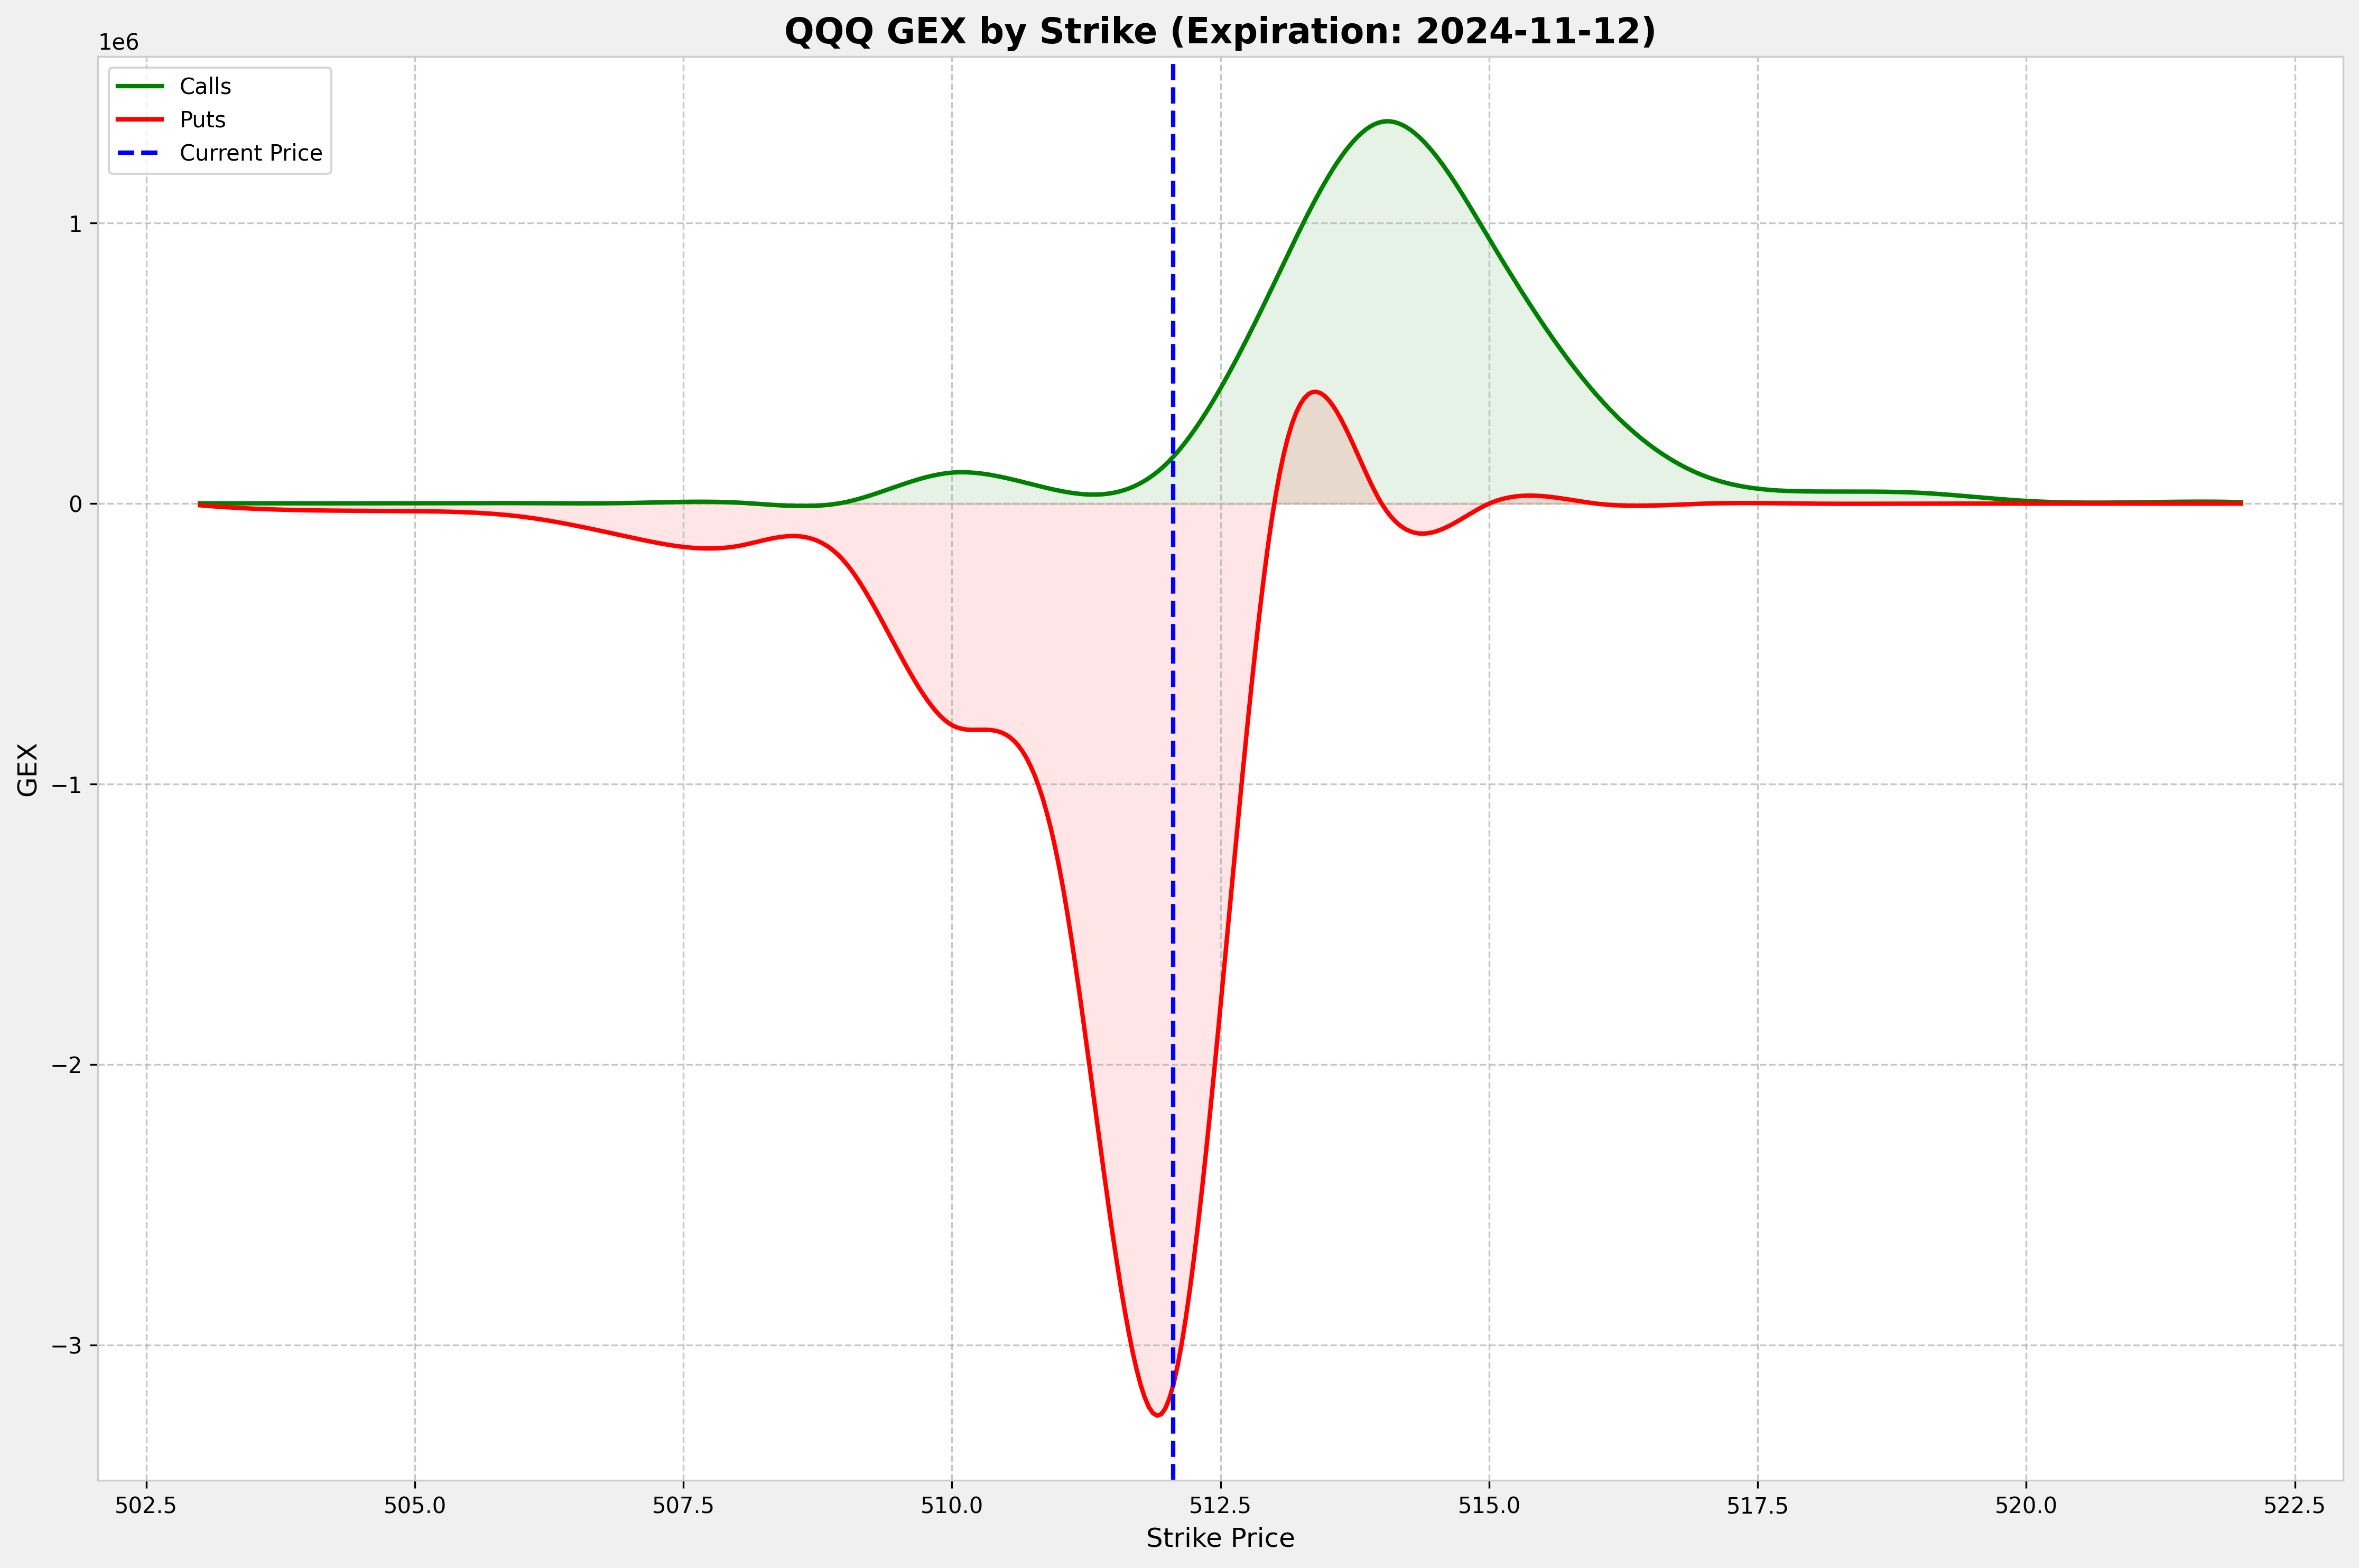 QQQ GEX by Strike (Expiration: 2024-11-12)
1e6
Calls
Puts
Current Price
1
0
−1
−2
−3
GEX
502.5 505.0 507.5 510.0 512.5 515.0 517.5 520.0 522.5
Strike Price